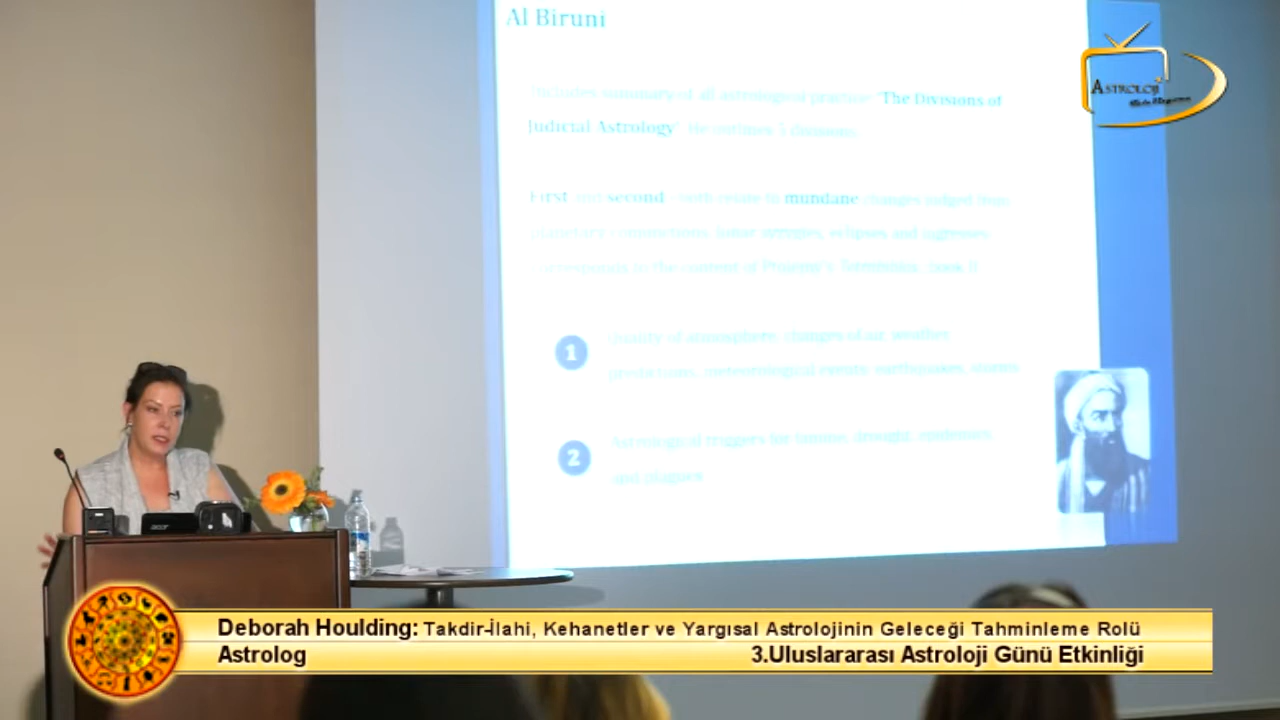 Al Biruni
Includes summary of all astrological practice "The Divisions of
Judicial Astrology" He outlines 5 divisions.
First and second - both relate to mundane changes judged from
planetary conjunctions, lunar syzygies, eclipses and ingresses
corresponds to the content of Ptolemy's Tetrabiblos, book II
1
Quality of atmosphere, changes of air, weather
predictions, meteorological events: earthquakes, storms
2
Astrological triggers for famine, drought, epidemics
and plagues
ASTROLOJİ
acer
Deborah Houlding: Takdir-İlahi, Kehanetler ve Yargısal Astrolojinin Geleceği Tahminleme Rolü
Astrolog
3.Uluslararası Astroloji Günü Etkinliği